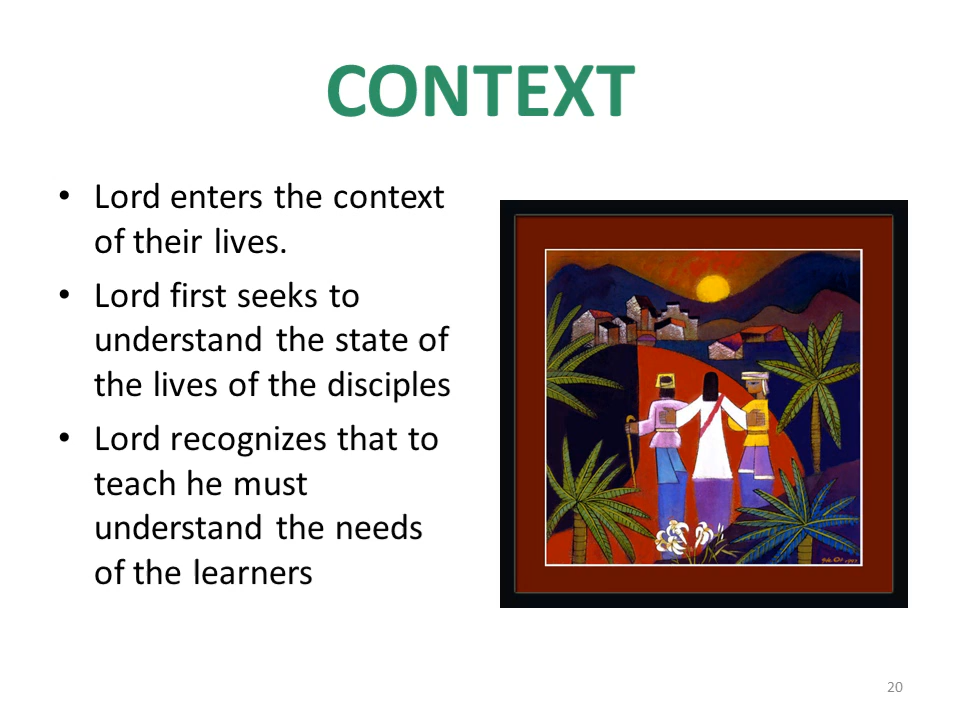 CONTEXT
• Lord enters the context
of their lives.
• Lord first seeks to
understand the state of
the lives of the disciples
• Lord recognizes that to
teach he must
understand the needs
of the learners
20